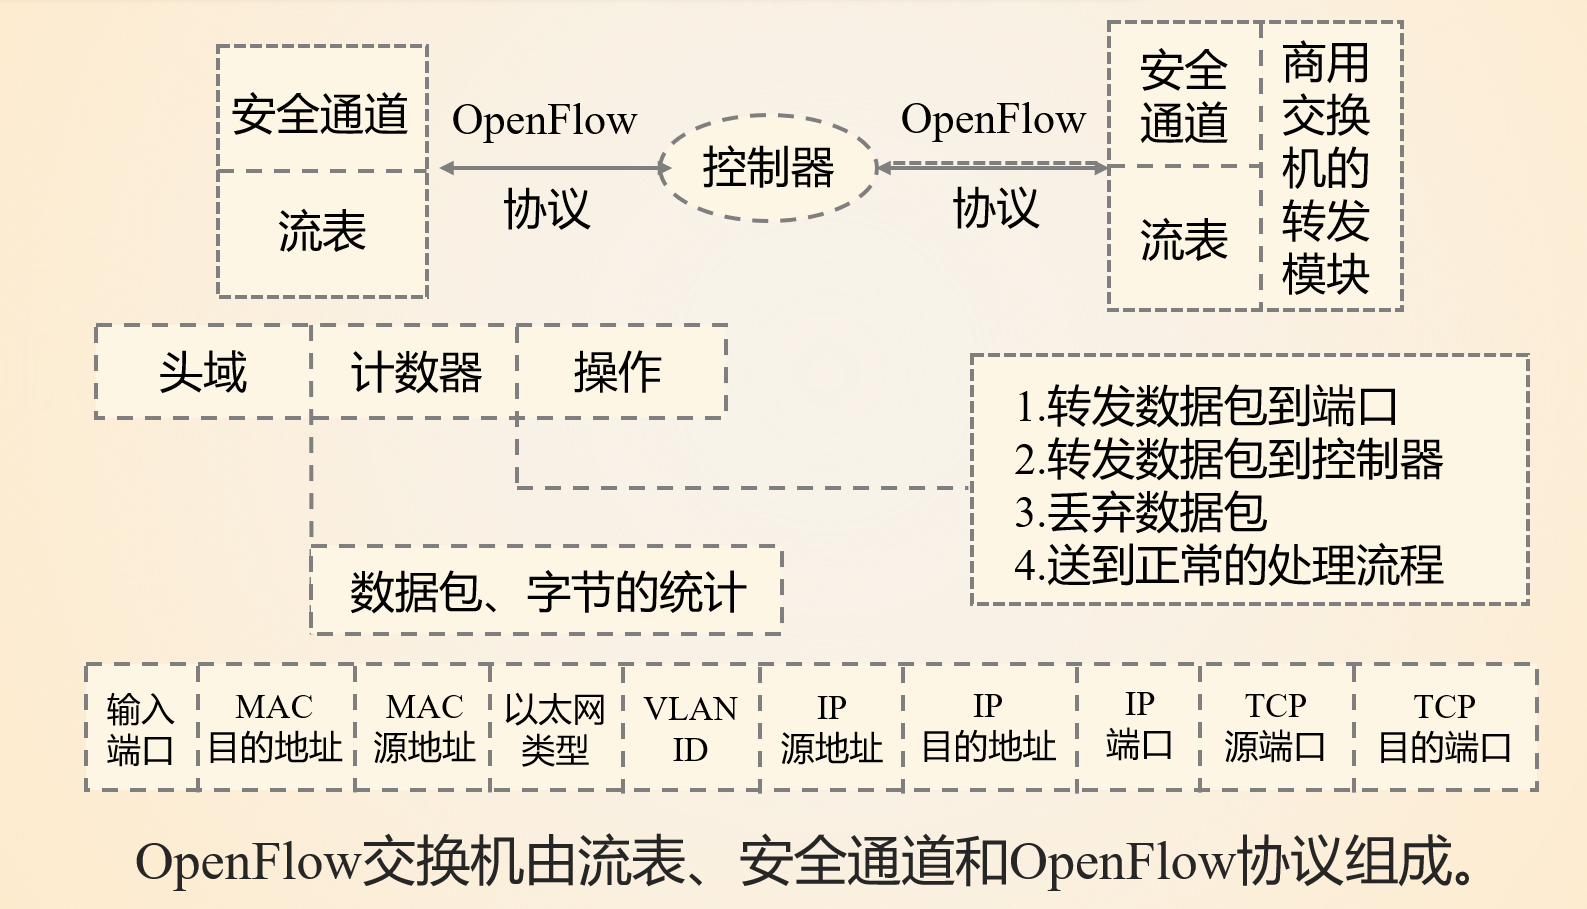 安全通道
流表
OpenFlow
协议
控制器
OpenFlow
协议
安全
通道
流表
商用
交换
机的
转发
模块
头域
计数器
操作
1.转发数据包到端口
2.转发数据包到控制器
3.丢弃数据包
4.送到正常的处理流程
数据包、字节的统计
输入
端口
MAC
目的地址
MAC
源地址
以太网
类型
VLAN
ID
IP
源地址
IP
目的地址
IP
端口
TCP
源端口
TCP
目的端口
OpenFlow交换机由流表、安全通道和OpenFlow协议组成。